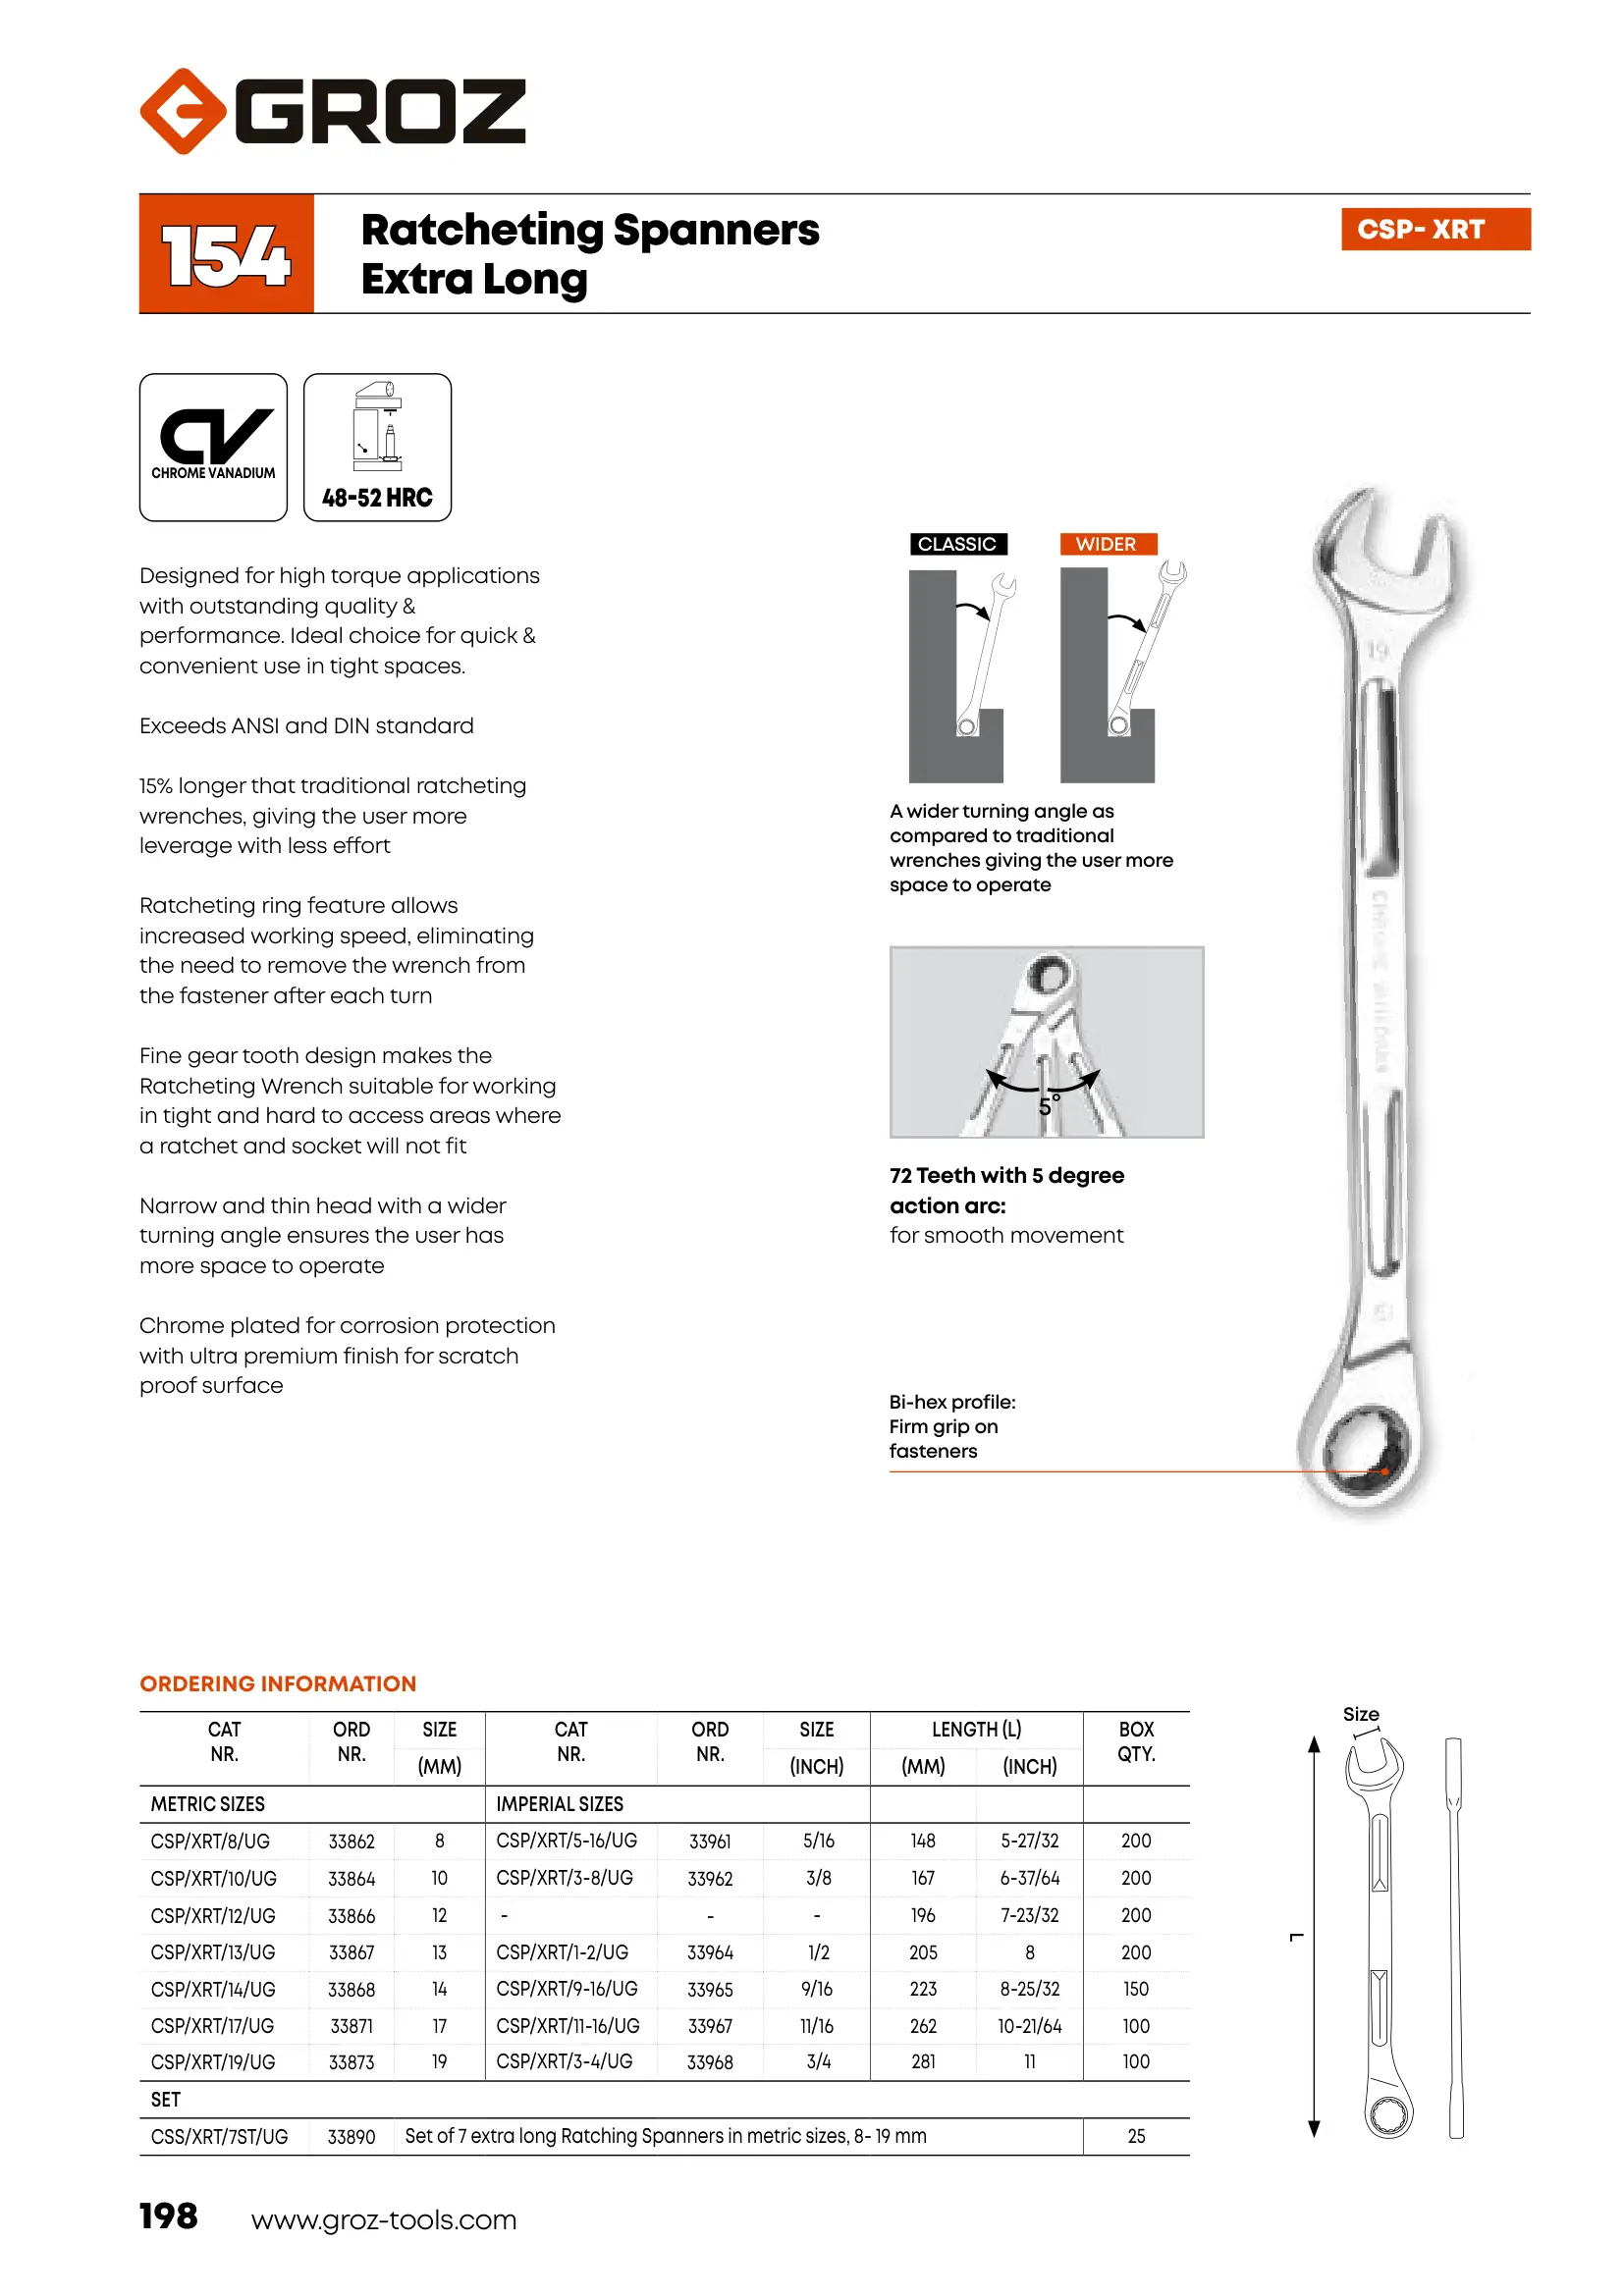 GROZ
154
Ratcheting Spanners
Extra Long
CSP- XRT
CV
CHROME VANADIUM
48-52 HRC
Designed for high torque applications
with outstanding quality &
performance. Ideal choice for quick &
convenient use in tight spaces.
Exceeds ANSI and DIN standard
15% longer that traditional ratcheting
wrenches, giving the user more
leverage with less effort
Ratcheting ring feature allows
increased working speed, eliminating
the need to remove the wrench from
the fastener after each turn
Fine gear tooth design makes the
Ratcheting Wrench suitable for working
in tight and hard to access areas where
a ratchet and socket will not fit
Narrow and thin head with a wider
turning angle ensures the user has
more space to operate
Chrome plated for corrosion protection
with ultra premium finish for scratch
proof surface
CLASSIC WIDER
A wider turning angle as
compared to traditional
wrenches giving the user more
space to operate
5°
72 Teeth with 5 degree
action arc:
for smooth movement
Bi-hex profile:
Firm grip on
fasteners
19
ORDERING INFORMATION
CAT NR. ORD NR. SIZE (MM) CAT NR. ORD NR. SIZE (INCH) LENGTH (L) (MM) (INCH) BOX QTY.
METRIC SIZES IMPERIAL SIZES
CSP/XRT/8/UG 33862 8 CSP/XRT/5-16/UG 33961 5/16 148 5-27/32 200
CSP/XRT/10/UG 33864 10 CSP/XRT/3-8/UG 33962 3/8 167 6-37/64 200
CSP/XRT/12/UG 33866 12 - - - 196 7-23/32 200
CSP/XRT/13/UG 33867 13 CSP/XRT/1-2/UG 33964 1/2 205 8 200
CSP/XRT/14/UG 33868 14 CSP/XRT/9-16/UG 33965 9/16 223 8-25/32 150
CSP/XRT/17/UG 33871 17 CSP/XRT/11-16/UG 33967 11/16 262 10-21/64 100
CSP/XRT/19/UG 33873 19 CSP/XRT/3-4/UG 33968 3/4 281 11 100
SET
CSS/XRT/7ST/UG 33890 Set of 7 extra long Ratching Spanners in metric sizes, 8- 19 mm 25
Size
L
198 www.groz-tools.com